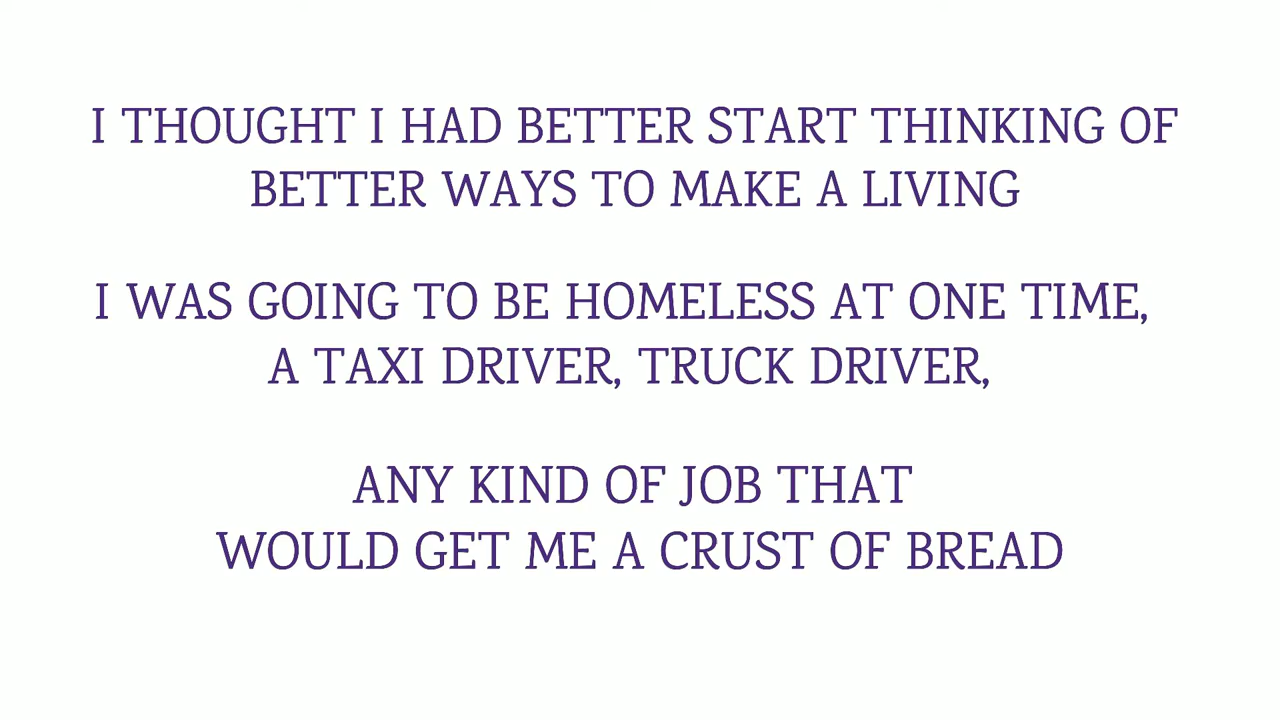 I THOUGHT I HAD BETTER START THINKING OF
BETTER WAYS TO MAKE A LIVING
I WAS GOING TO BE HOMELESS AT ONE TIME,
A TAXI DRIVER, TRUCK DRIVER,
ANY KIND OF JOB THAT
WOULD GET ME A CRUST OF BREAD